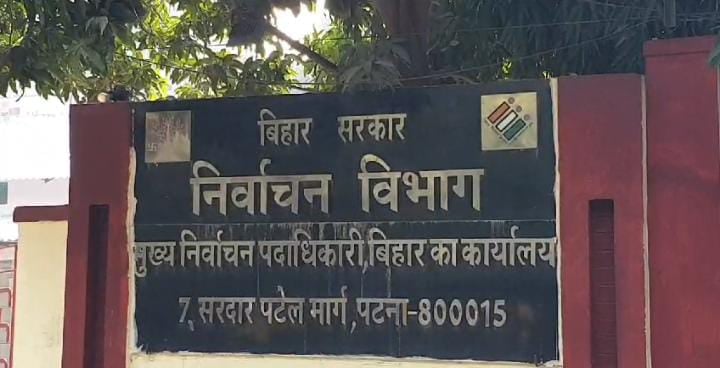 बिहार सरकार
निर्वाचन विभाग
मुख्य निर्वाचन पदाधिकारी,बिहार का कार्यालय
7, सरदार पटेल मार्ग ,पटना-800015